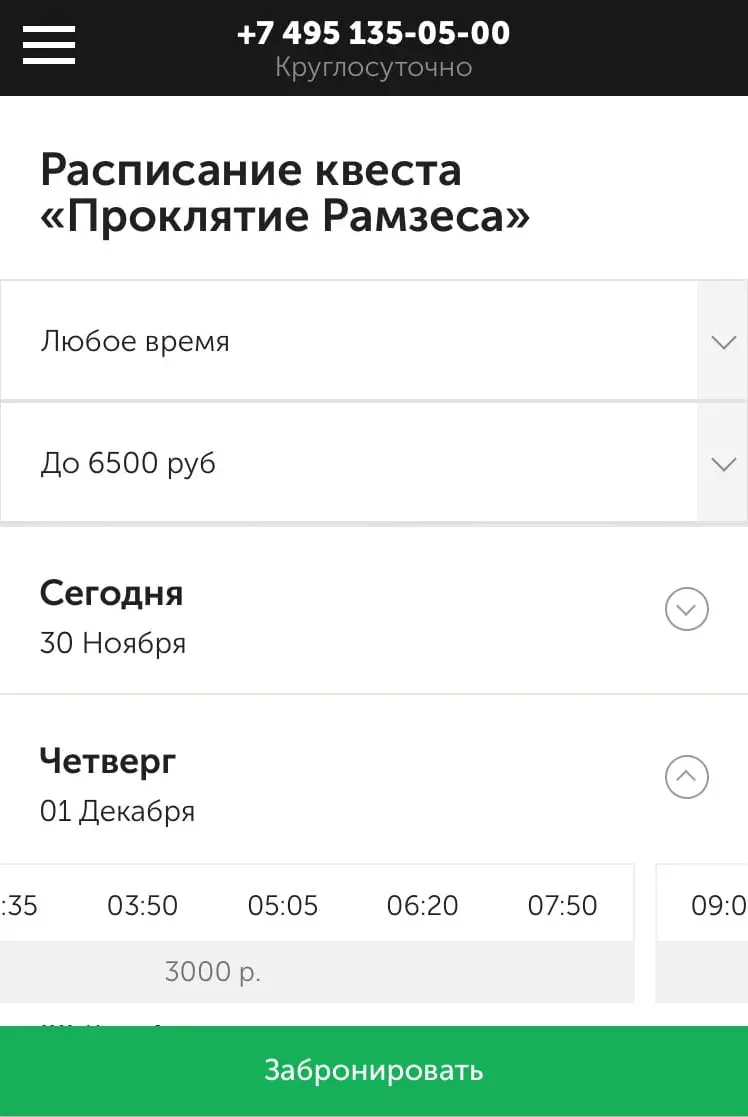 +7 495 135-05-00
Круглосуточно
Расписание квеста
«Проклятие Рамзеса»
Любое время
До 6500 руб
Сегодня
30 Ноября
Четверг
01 Декабря
:35 03:50 05:05 06:20 07:50 09:0
3000 р.
Забронировать